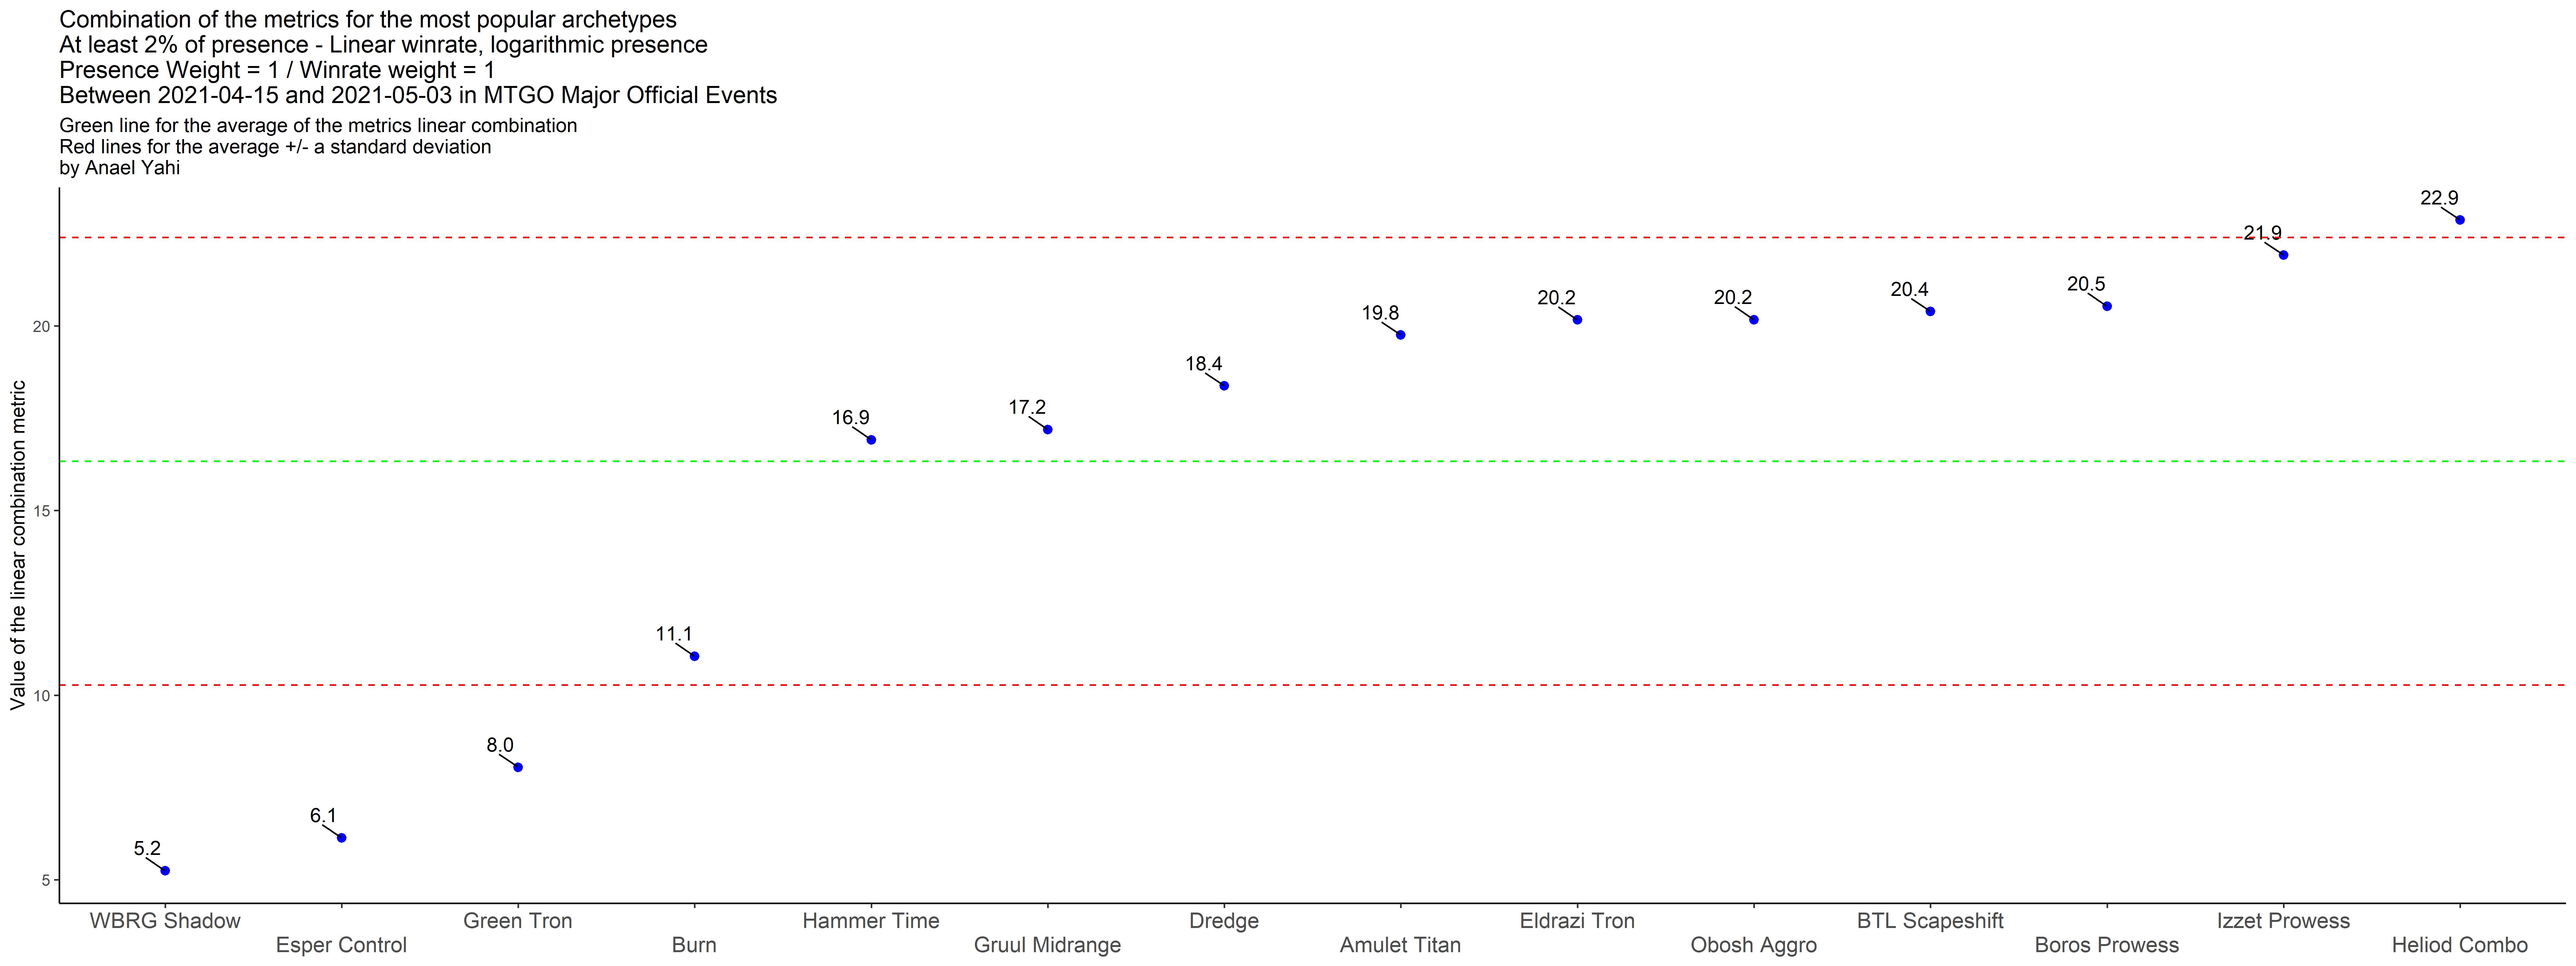 Combination of the metrics for the most popular archetypes
At least 2% of presence - Linear winrate, logarithmic presence
Presence Weight = 1 / Winrate weight = 1
Between 2021-04-15 and 2021-05-03 in MTGO Major Official Events
Green line for the average of the metrics linear combination
Red lines for the average +/- a standard deviation
by Anael Yahi
Value of the linear combination metric
20
15
10
5
5.2
6.1
8.0
11.1
16.9
17.2
18.4
19.8
20.2
20.2
20.4
20.5
21.9
22.9
WBRG Shadow
Esper Control
Green Tron
Burn
Hammer Time
Gruul Midrange
Dredge
Amulet Titan
Eldrazi Tron
Obosh Aggro
BTL Scapeshift
Boros Prowess
Izzet Prowess
Heliod Combo